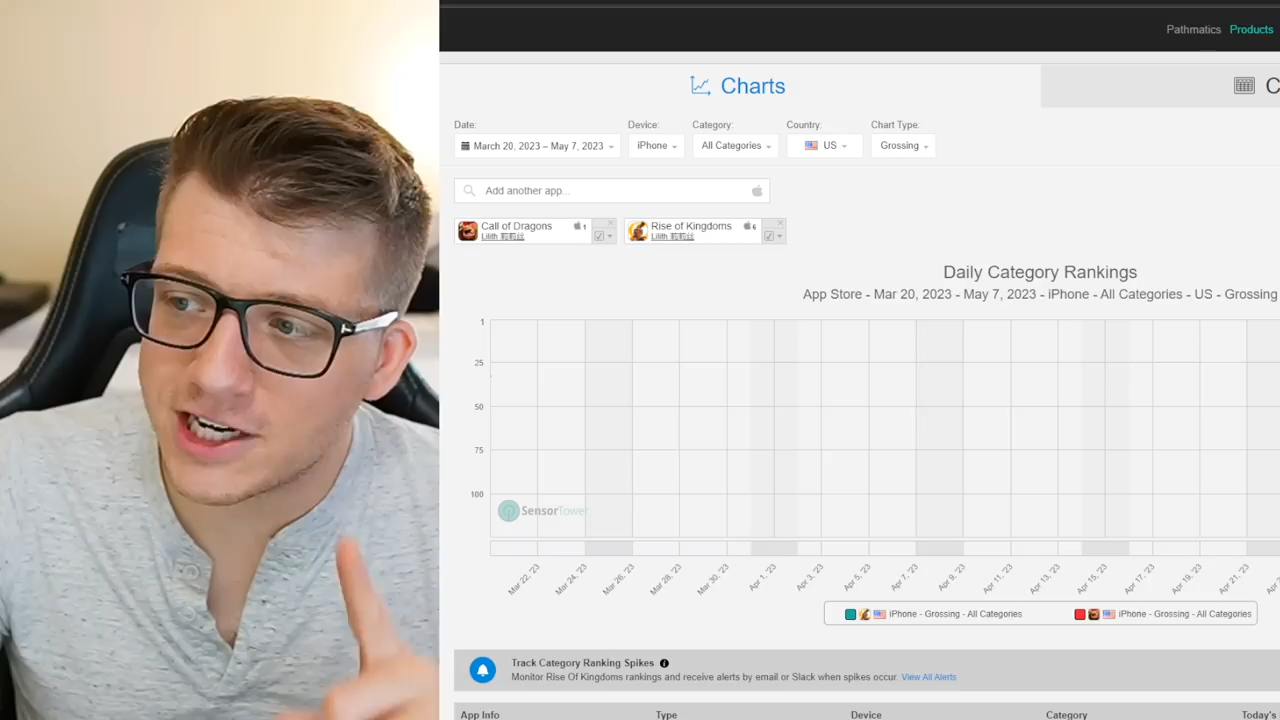 Pathmatics Products
Charts
C
Date:
Device:
Category:
Country:
Chart Type:
March 20, 2023 – May 7, 2023
iPhone
All Categories
US
Grossing
Add another app...
Call of Dragons
1
Lilith
Rise of Kingdoms
6
Lilith
Daily Category Rankings
App Store - Mar 20, 2023 - May 7, 2023 - iPhone - All Categories - US - Grossing
1
25
50
75
100
SensorTower
Mar 22, '23
Mar 24, '23
Mar 26, '23
Mar 28, '23
Mar 30, '23
Apr 1, '23
Apr 3, '23
Apr 5, '23
Apr 7, '23
Apr 9, '23
Apr 11, '23
Apr 13, '23
Apr 15, '23
Apr 17, '23
Apr 19, '23
Apr 21, '23
iPhone - Grossing - All Categories
iPhone - Grossing - All Categories
Track Category Ranking Spikes
Monitor Rise Of Kingdoms rankings and receive alerts by email or Slack when spikes occur. View All Alerts
App Info
Type
Device
Category
Today's